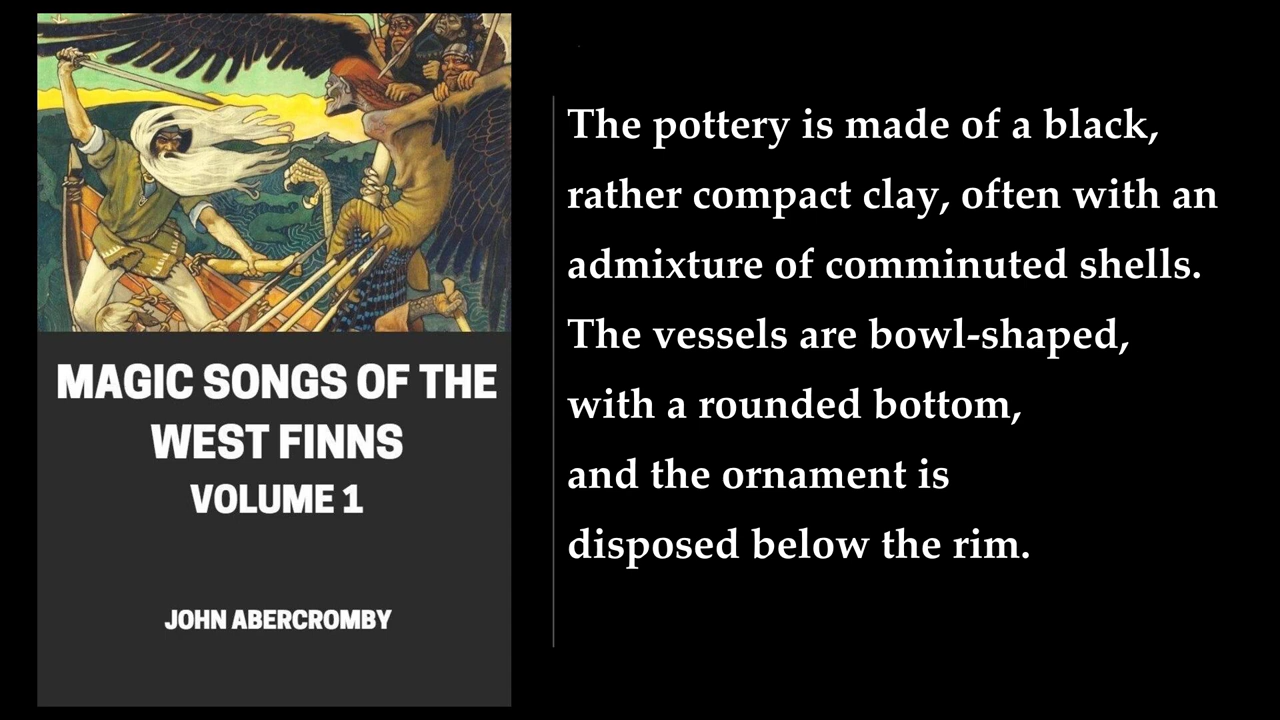 MAGIC SONGS OF THE
WEST FINNS
VOLUME 1
JOHN ABERCROMBY
The pottery is made of a black,
rather compact clay, often with an
admixture of comminuted shells.
The vessels are bowl-shaped,
with a rounded bottom,
and the ornament is
disposed below the rim.